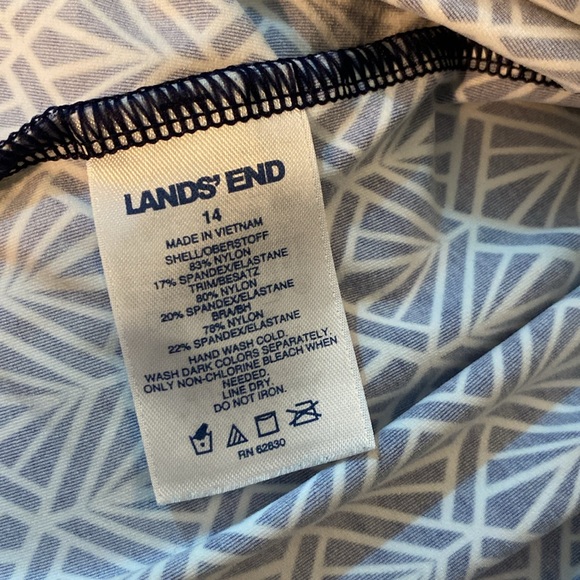 LANDS' END
14
MADE IN VIETNAM
SHELL/OBERSTOFF
83% NYLON
17% SPANDEX/ELASTANE
TRIM/BESATZ
80% NYLON
20% SPANDEX/ELASTANE
BRA/BH
78% NYLON
22% SPANDEX/ELASTANE
HAND WASH COLD.
WASH DARK COLORS SEPARATELY.
ONLY NON-CHLORINE BLEACH WHEN
NEEDED.
LINE DRY.
DO NOT IRON.
RN 62830